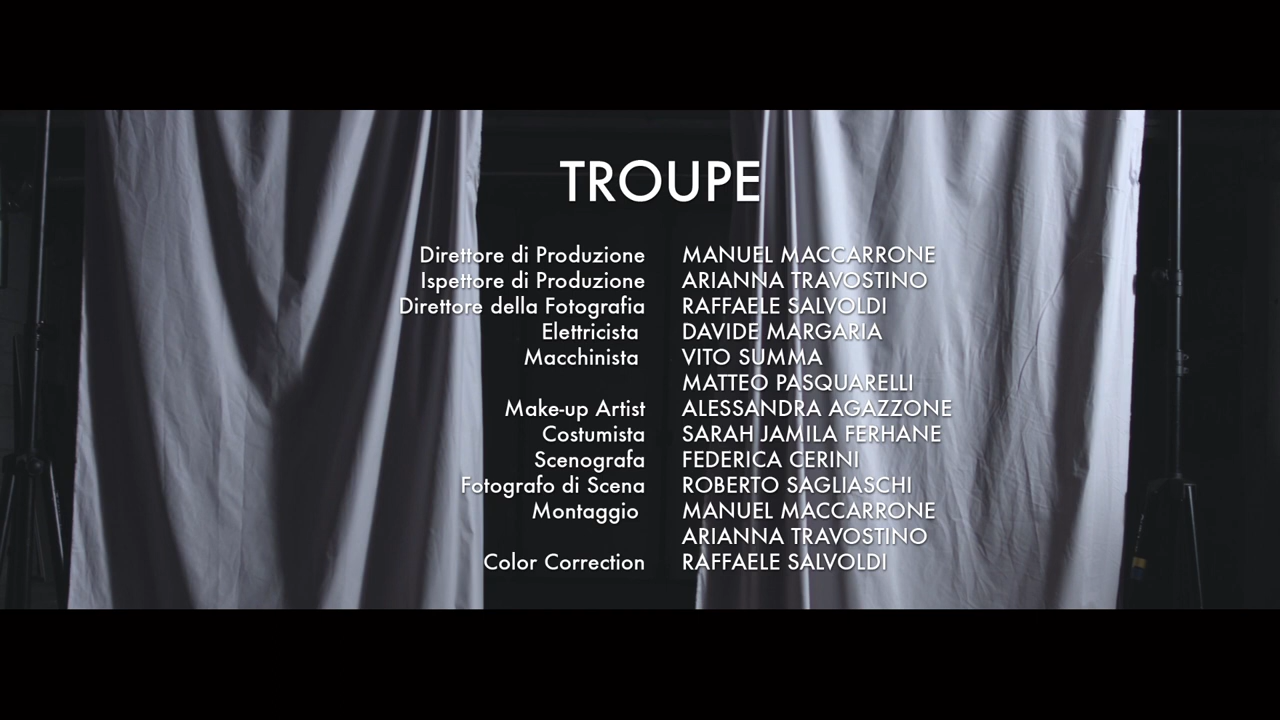 TROUPE
Direttore di Produzione MANUEL MACCARRONE
Ispettore di Produzione ARIANNA TRAVOSTINO
Direttore della Fotografia RAFFAELE SALVOLDI
Elettricista DAVIDE MARGARIA
Macchinista VITO SUMMA
MATTEO PASQUARELLI
Make-up Artist ALESSANDRA AGAZZONE
Costumista SARAH JAMILA FERHANE
Scenografa FEDERICA CERINI
Fotografo di Scena ROBERTO SAGLIASCHI
Montaggio MANUEL MACCARRONE
ARIANNA TRAVOSTINO
Color Correction RAFFAELE SALVOLDI